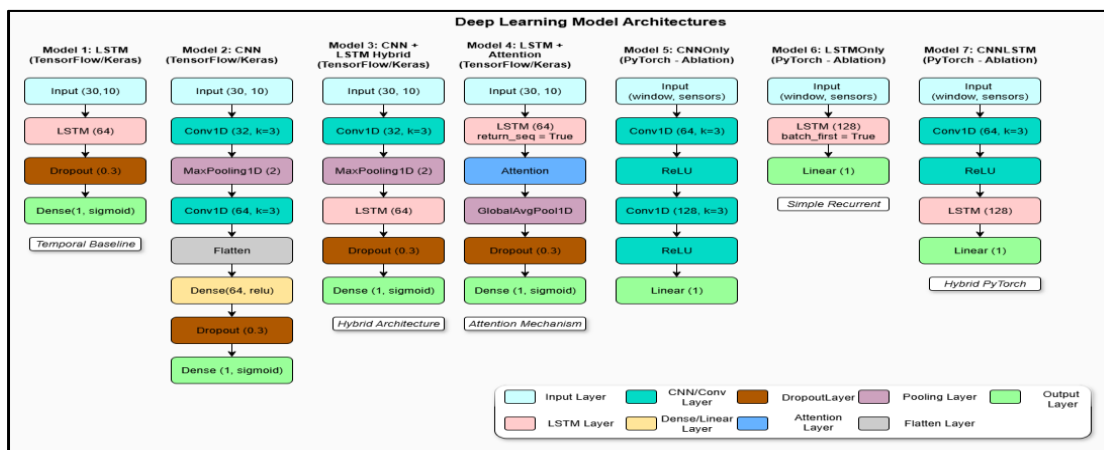 Deep Learning Model Architectures
Model 1: LSTM
(TensorFlow/Keras)
Input (30,10)
LSTM (64)
Dropout (0.3)
Dense(1, sigmoid)
Temporal Baseline
Model 2: CNN
(TensorFlow/Keras)
Input (30, 10)
Conv1D (32, k=3)
MaxPooling1D (2)
Conv1D (64, k=3)
Flatten
Dense(64, relu)
Dropout (0.3)
Dense (1, sigmoid)
Model 3: CNN +
LSTM Hybrid
(TensorFlow/Keras)
Input (30, 10)
Conv1D (32, k=3)
MaxPooling1D (2)
LSTM (64)
Dropout (0.3)
Dense (1, sigmoid)
Hybrid Architecture
Model 4: LSTM +
Attention
(TensorFlow/Keras)
Input (30, 10)
LSTM (64)
return_seq = True
Attention
GlobalAvgPool1D
Dropout (0.3)
Dense (1, sigmoid)
Attention Mechanism
Model 5: CNNOnly
(PyTorch - Ablation)
Input
(window, sensors)
Conv1D (64, k=3)
ReLU
Conv1D (128, k=3)
ReLU
Linear (1)
Model 6: LSTMOnly
(PyTorch - Ablation)
Input
(window, sensors)
LSTM (128)
batch_first = True
Linear (1)
Simple Recurrent
Model 7: CNNLSTM
(PyTorch - Ablation)
Input
(window, sensors)
Conv1D (64, k=3)
ReLU
LSTM (128)
Linear (1)
Hybrid PyTorch
Input Layer
CNN/Conv
Layer
DropoutLayer
Pooling Layer
Output
Layer
LSTM Layer
Dense/Linear
Layer
Attention
Layer
Flatten Layer